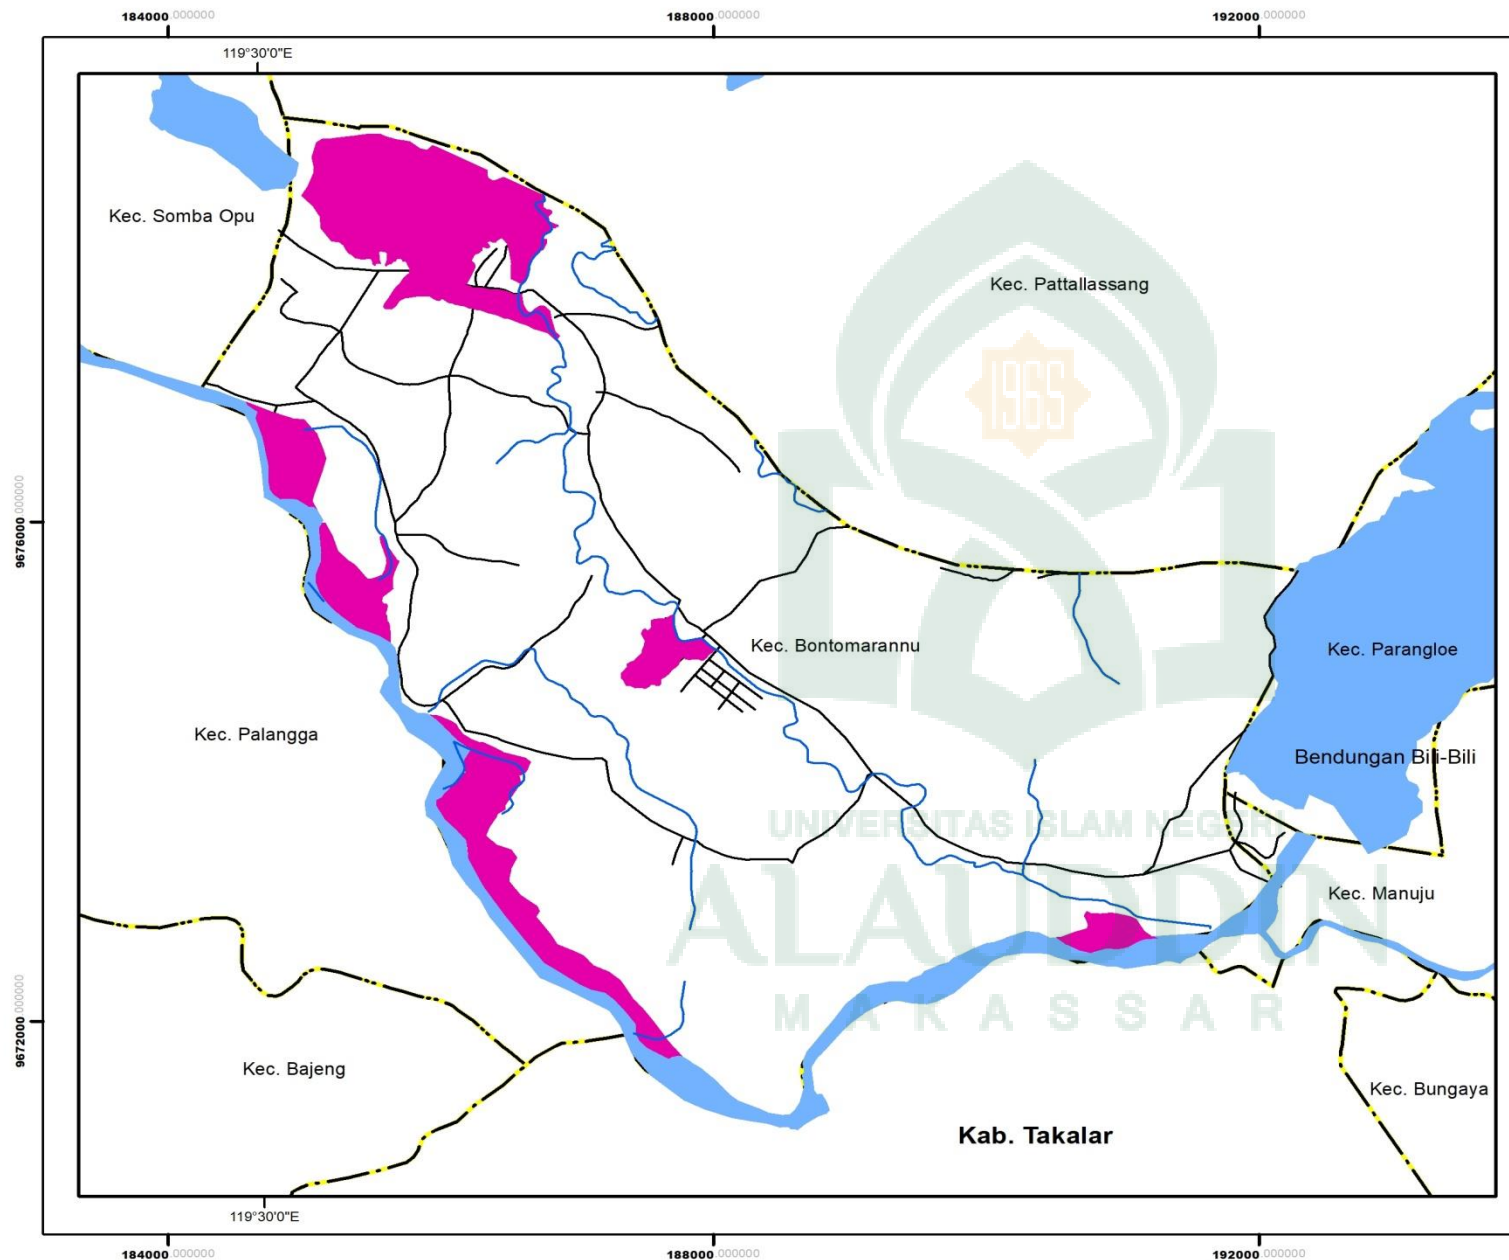 184000.000000 188000.000000 192000.000000
119°30'0"E
Kec. Somba Opu
Kec. Pattallassang
1965
9676000.000000
Kec. Bontomarannu
Kec. Parangloe
Kec. Palangga
Bendungan Bili-Bili
UNIVERSITAS ISLAM NEGERI
ALAUDDIN
Kec. Manuju
MAKASSAR
9672000.000000
Kec. Bajeng
Kec. Bungaya
Kab. Takalar
119°30'0"E
184000.000000 188000.000000 192000.000000